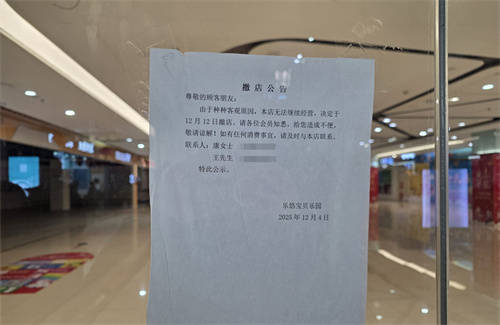 撤店公告
尊敬的顾客朋友：
由于种种客观原因，本店无法继续经营，决定于
12月12日撤店。请各位会员知悉，给您造成不便，
敬请谅解！如有任何消费事宜，请及时与本店联系。
联系人：康女士
王先生
特此公示。
乐悠宝贝乐园
2025年12月4日